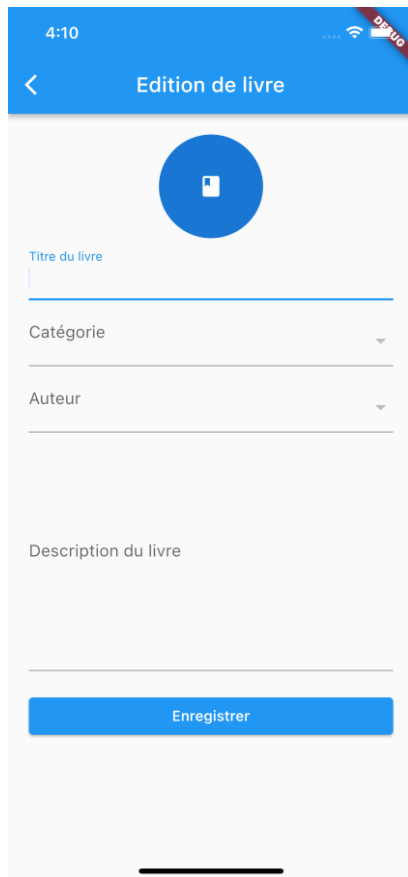 4:10
DEBUG
Edition de livre
Titre du livre
Catégorie
Auteur
Description du livre
Enregistrer